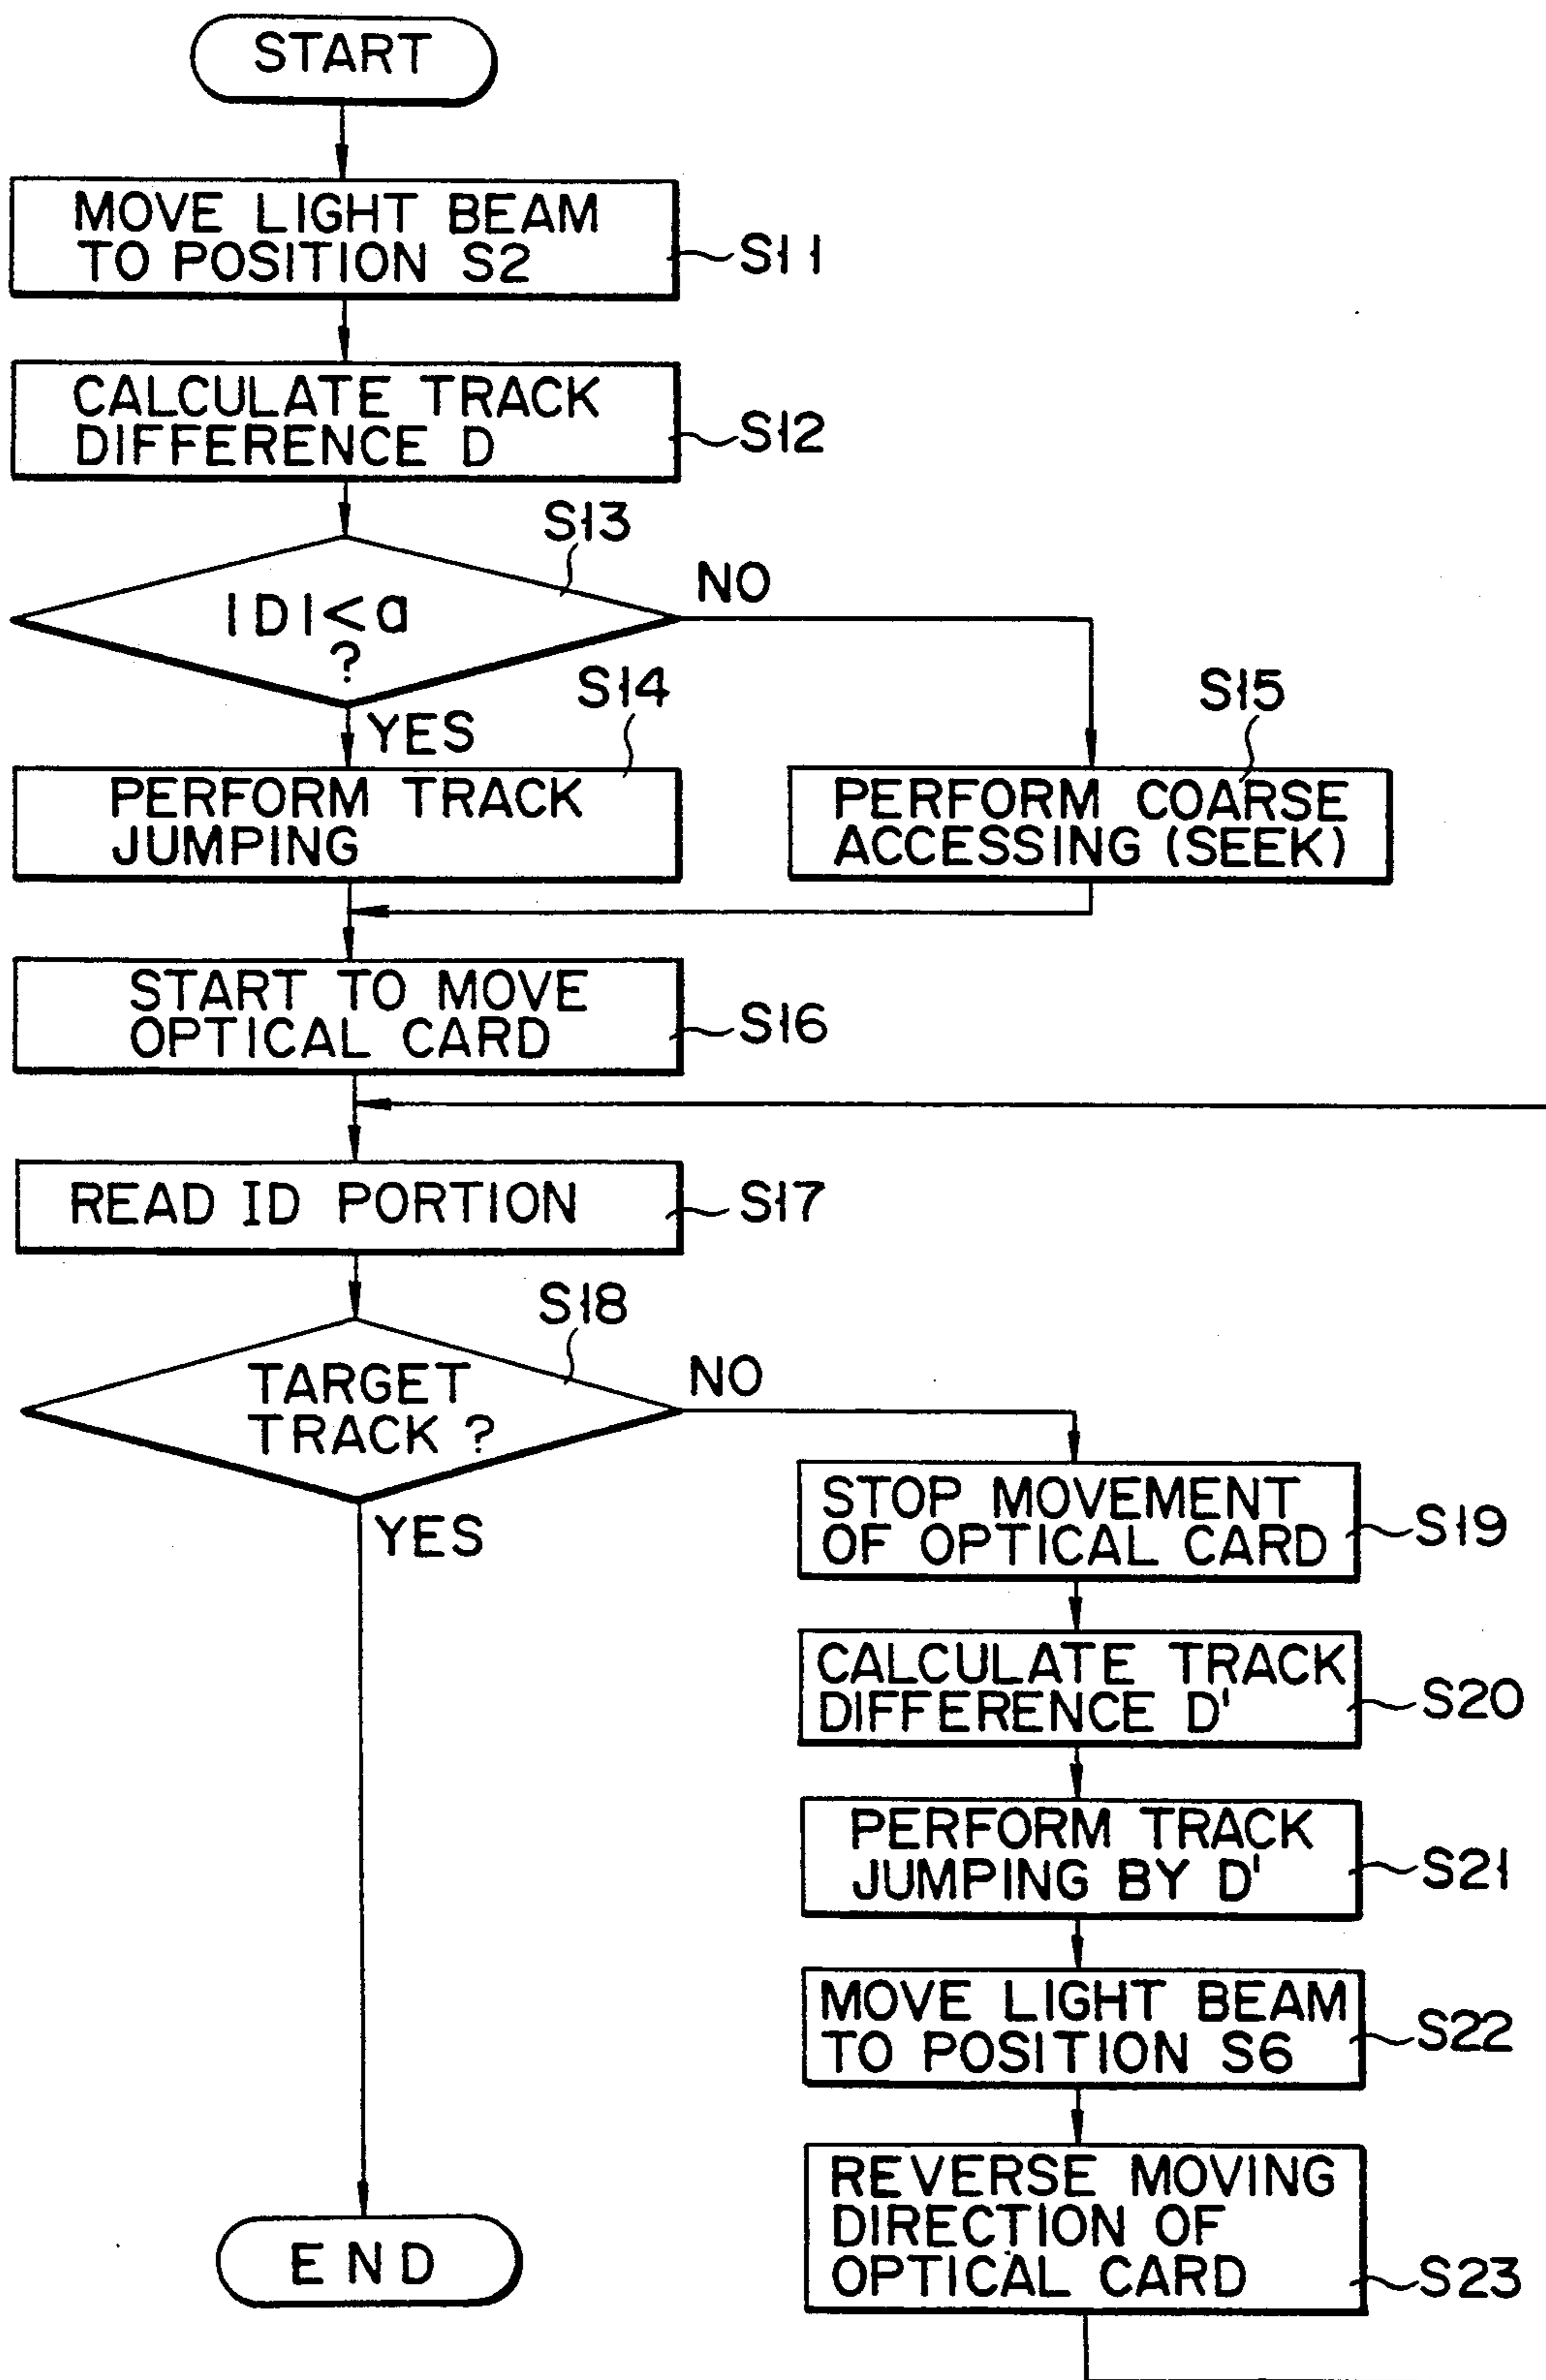 START
MOVE LIGHT BEAM
TO POSITION S2
S11
CALCULATE TRACK
DIFFERENCE D
S12
S13
|D|<a
?
NO
YES
S14
PERFORM TRACK
JUMPING
S15
PERFORM COARSE
ACCESSING (SEEK)
START TO MOVE
OPTICAL CARD
S16
READ ID PORTION
S17
S18
TARGET
TRACK ?
NO
YES
STOP MOVEMENT
OF OPTICAL CARD
S19
CALCULATE TRACK
DIFFERENCE D'
S20
PERFORM TRACK
JUMPING BY D'
S21
MOVE LIGHT BEAM
TO POSITION S6
S22
REVERSE MOVING
DIRECTION OF
OPTICAL CARD
S23
END